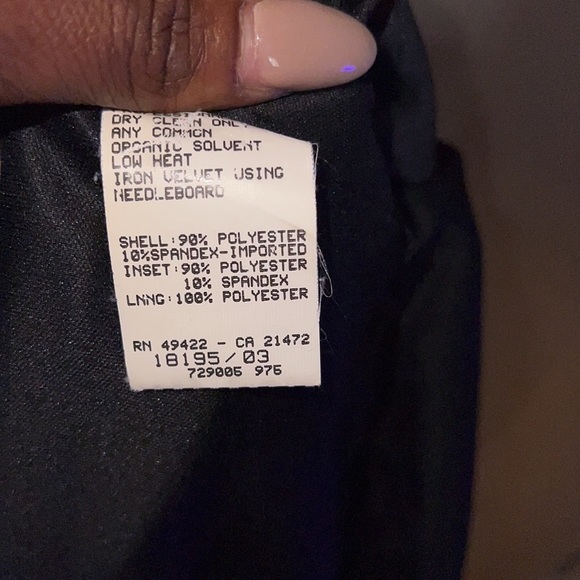 DRY CLEAN ONLY
ANY COMMON
ORGANIC SOLVENT
LOW HEAT
IRON VELVET USING
NEEDLEBOARD
SHELL:90% POLYESTER
10%SPANDEX-IMPORTED
INSET:90% POLYESTER
10% SPANDEX
LNNG:100% POLYESTER
RN 49422 - CA 21472
18195/03
729005 975